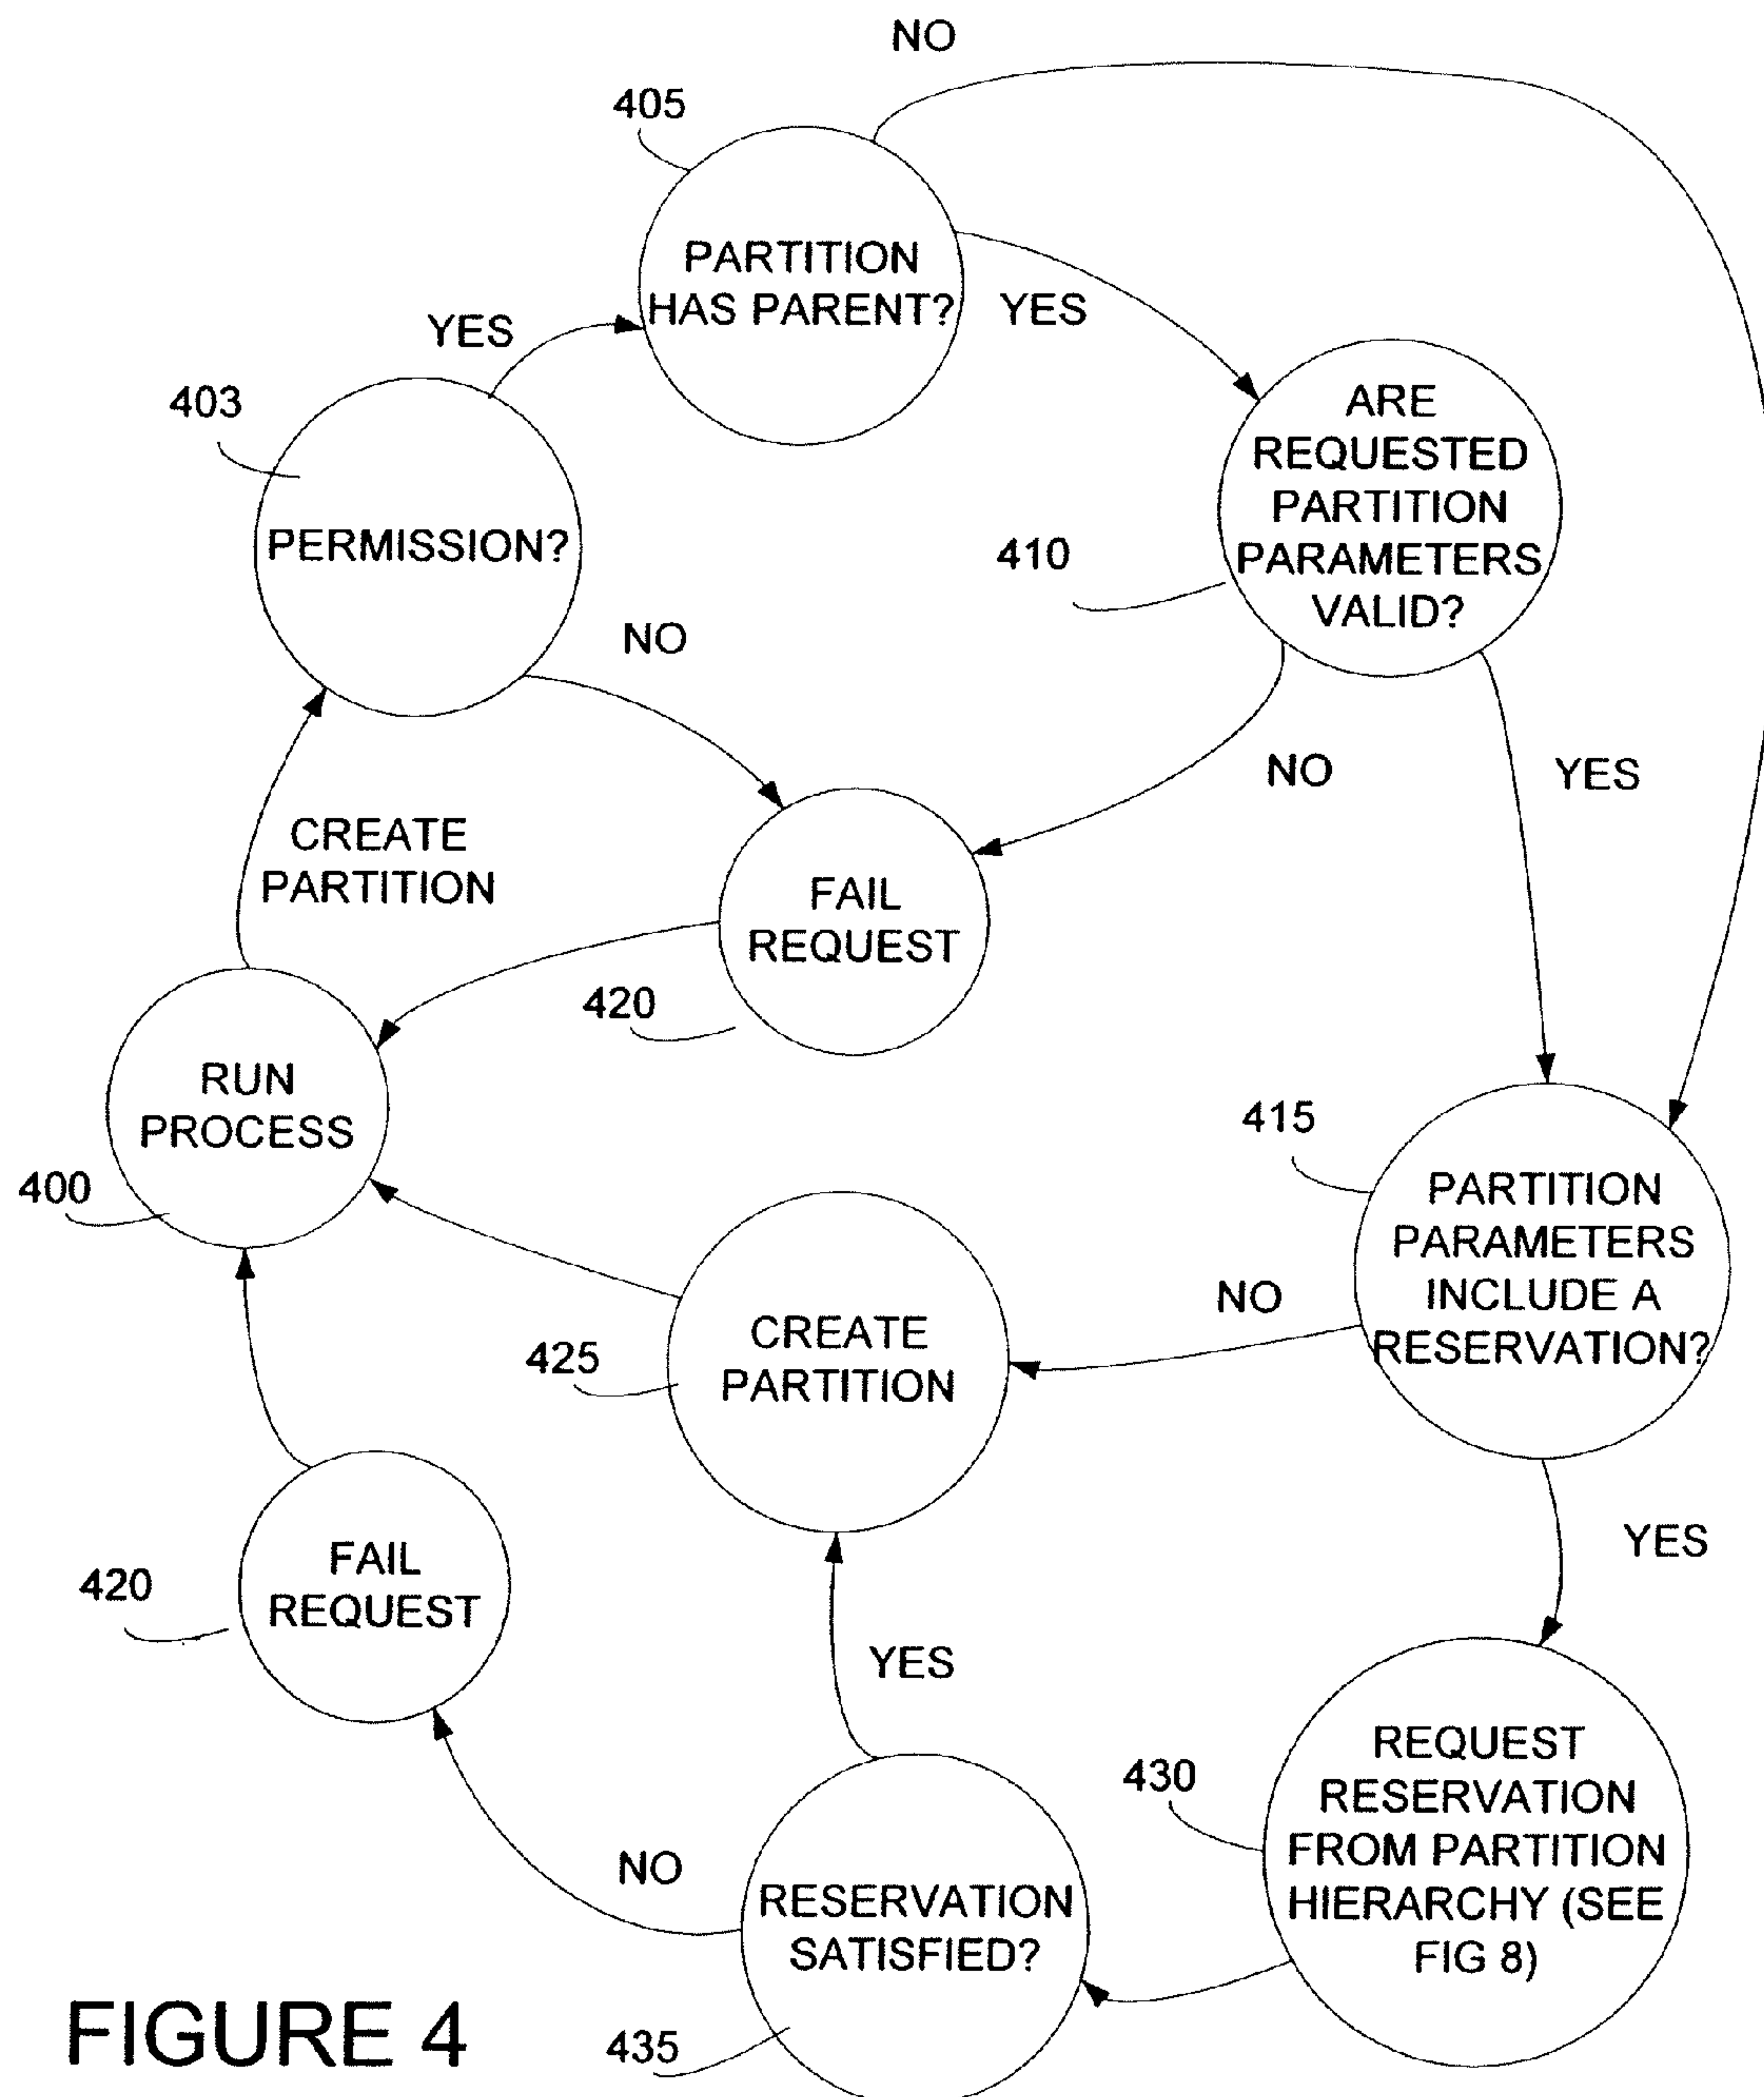 NO
405
PARTITION
HAS PARENT?
YES
YES
403
PERMISSION?
ARE
REQUESTED
PARTITION
PARAMETERS
VALID?
410
NO
NO
YES
CREATE
PARTITION
FAIL
REQUEST
420
RUN
PROCESS
400
415
PARTITION
PARAMETERS
INCLUDE A
RESERVATION?
NO
CREATE
PARTITION
425
YES
FAIL
REQUEST
420
YES
REQUEST
RESERVATION
FROM PARTITION
HIERARCHY (SEE
FIG 8)
430
NO
RESERVATION
SATISFIED?
435
FIGURE 4